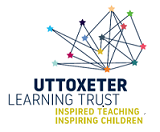 UTTOXETER
LEARNING TRUST
INSPIRED TEACHING .
INSPIRING CHILDREN